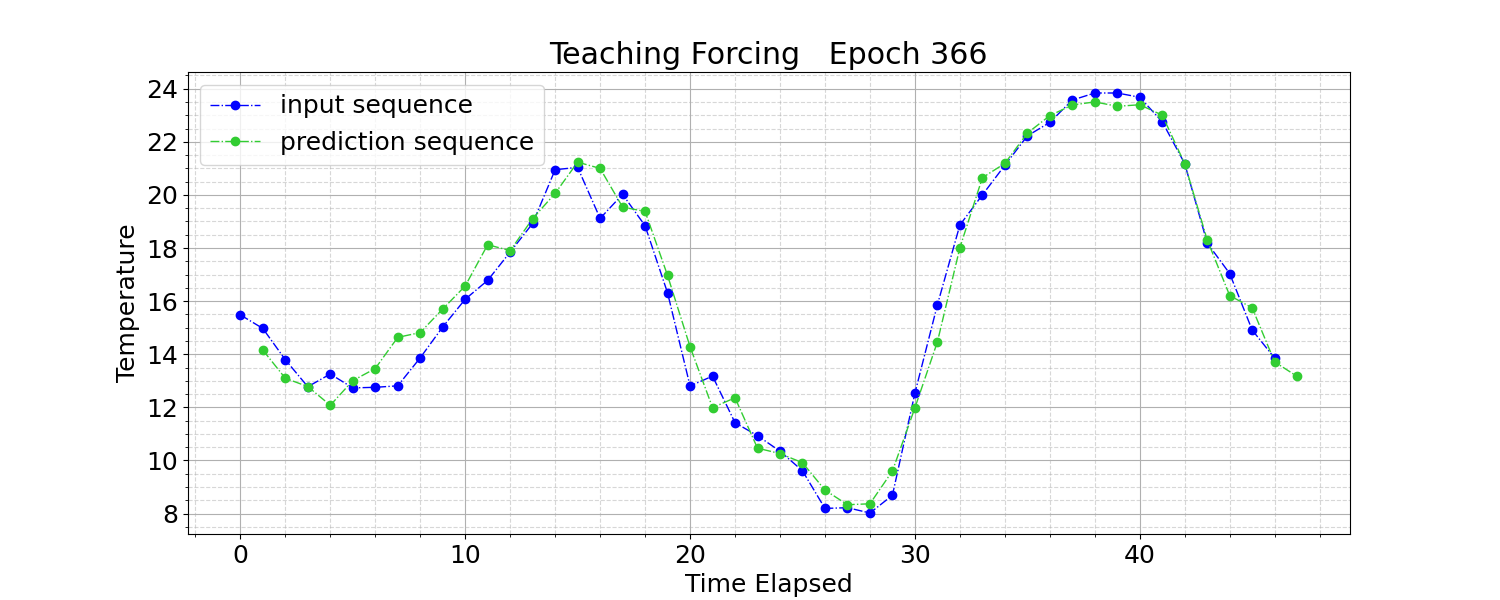 Teaching Forcing   Epoch 366
input sequence
prediction sequence
Temperature
24
22
20
18
16
14
12
10
8
0 10 20 30 40
Time Elapsed